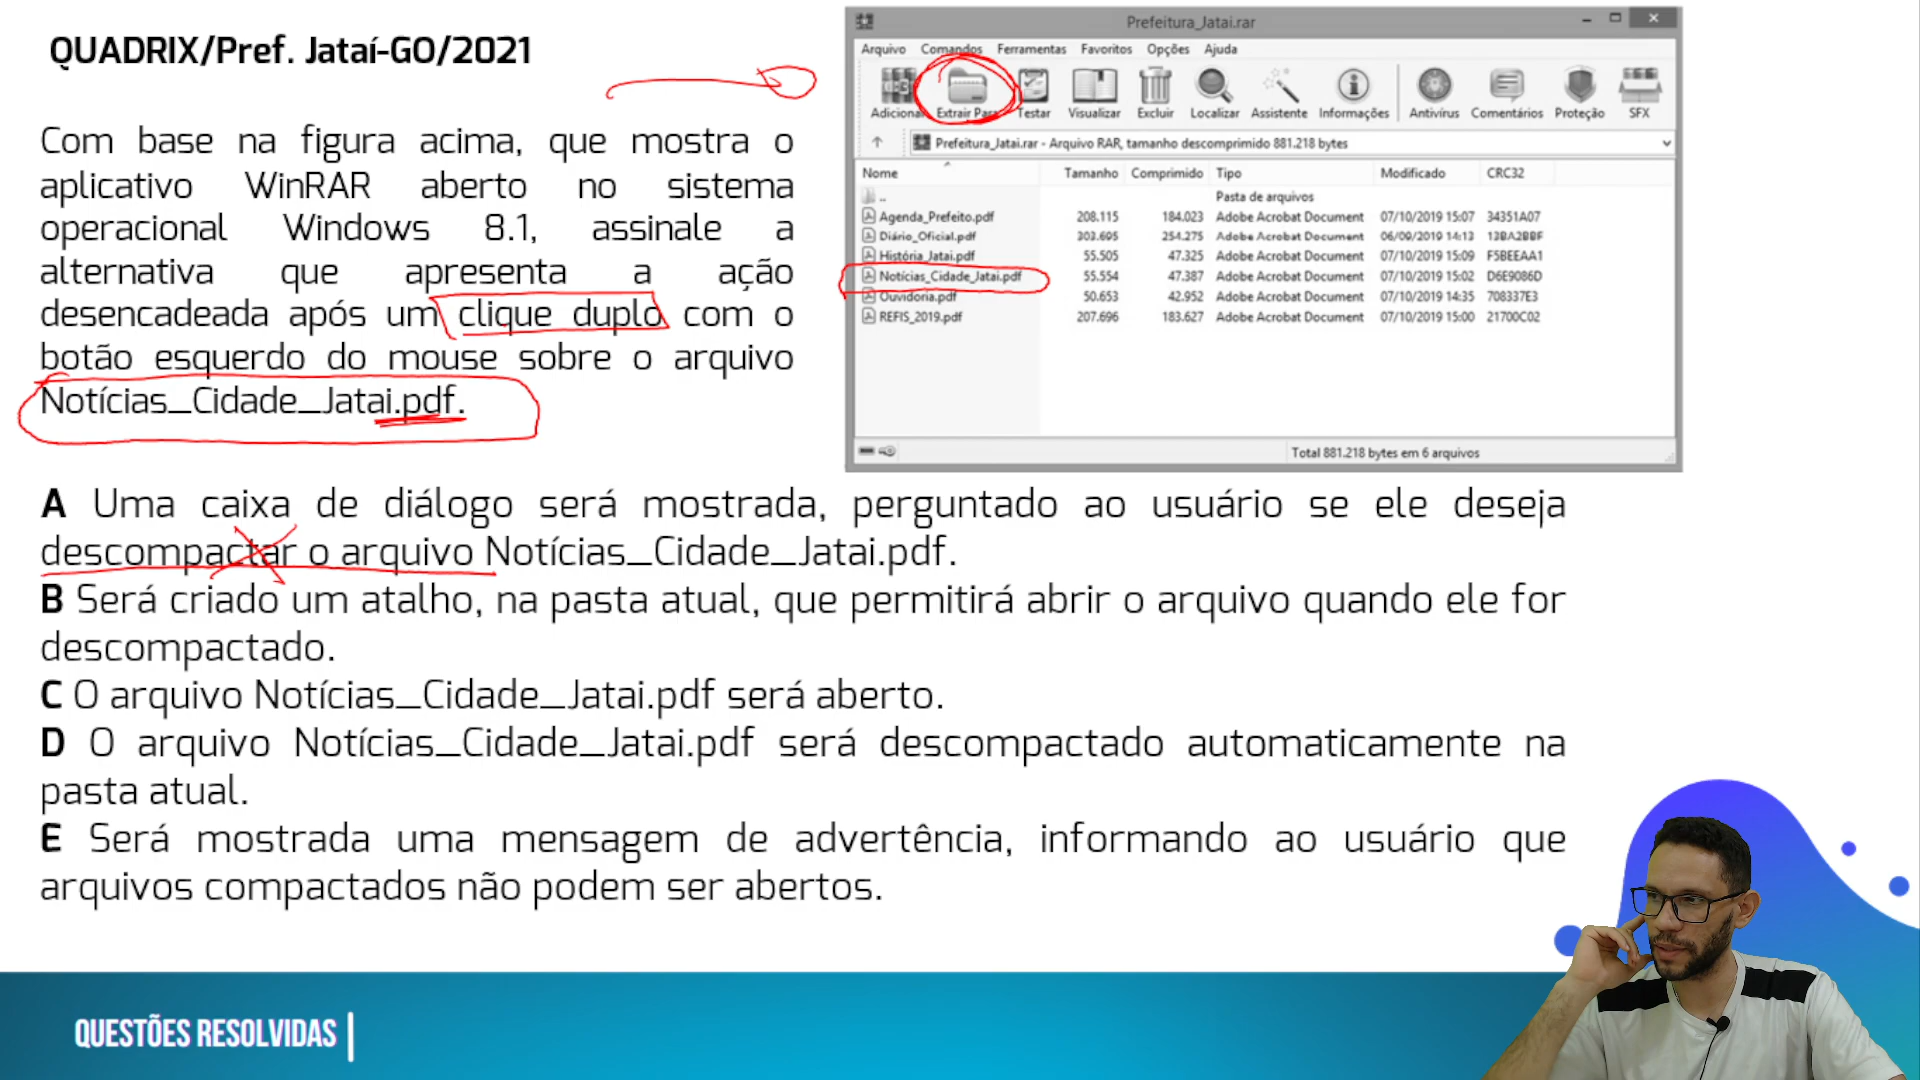 QUADRIX/Pref. Jataí-GO/2021
Com base na figura acima, que mostra o
aplicativo WinRAR aberto no sistema
operacional Windows 8.1, assinale a
alternativa que apresenta a ação
desencadeada após um clique duplo com o
botão esquerdo do mouse sobre o arquivo
Notícias_Cidade_Jatai.pdf.
Prefeitura_Jatai.rar
Arquivo Comandos Ferramentas Favoritos Opções Ajuda
Adicionar Extrair Para Testar Visualizar Excluir Localizar Assistente Informações Antivírus Comentários Proteção SFX
Prefeitura_Jatai.rar - Arquivo RAR, tamanho descomprimido 881.218 bytes
Nome Tamanho Comprimido Tipo Modificado CRC32
.. Pasta de arquivos
Agenda_Prefeito.pdf 208.115 184.023 Adobe Acrobat Document 07/10/2019 15:07 34351A07
Diário_Oficial.pdf 303.695 254.275 Adobe Acrobat Document 06/09/2019 14:13 13BA2BBF
História_Jatai.pdf 55.505 47.325 Adobe Acrobat Document 07/10/2019 15:09 F5BEEAA1
Notícias_Cidade_Jatai.pdf 55.554 47.387 Adobe Acrobat Document 07/10/2019 15:02 D6E9086D
Ouvidoria.pdf 50.653 42.952 Adobe Acrobat Document 07/10/2019 14:35 708337E3
REFIS_2019.pdf 207.696 183.627 Adobe Acrobat Document 07/10/2019 15:00 21700C02
Total 881.218 bytes em 6 arquivos
A Uma caixa de diálogo será mostrada, perguntado ao usuário se ele deseja
descompactar o arquivo Notícias_Cidade_Jatai.pdf.
B Será criado um atalho, na pasta atual, que permitirá abrir o arquivo quando ele for
descompactado.
C O arquivo Notícias_Cidade_Jatai.pdf será aberto.
D O arquivo Notícias_Cidade_Jatai.pdf será descompactado automaticamente na
pasta atual.
E Será mostrada uma mensagem de advertência, informando ao usuário que
arquivos compactados não podem ser abertos.
QUESTÕES RESOLVIDAS |